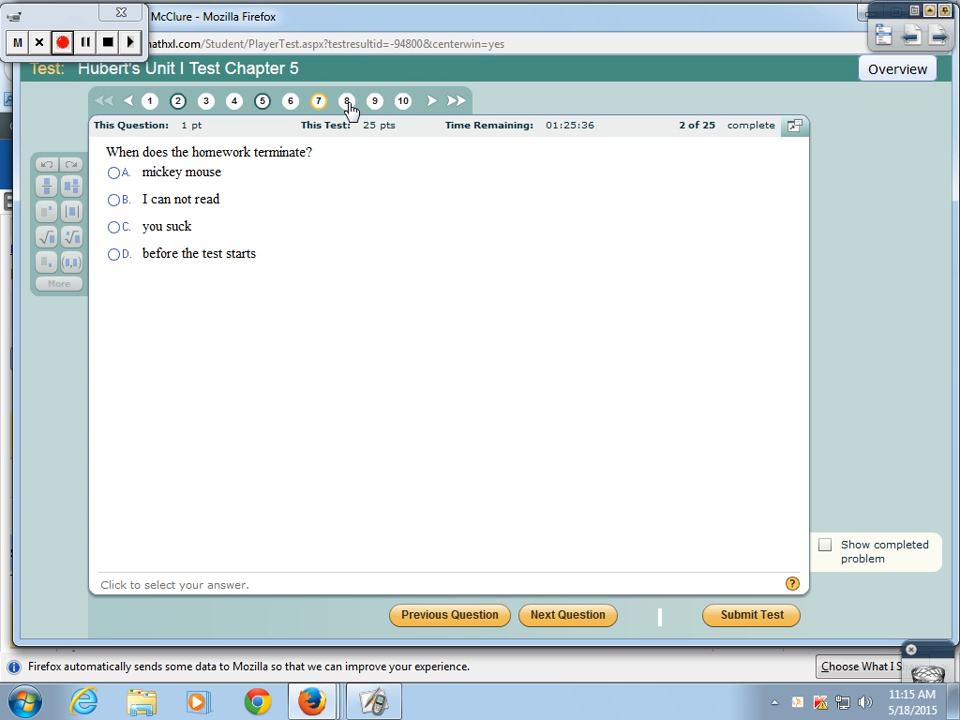 McClure - Mozilla Firefox
M
mathxl.com/Student/PlayerTest.aspx?testresultid=-94800&centerwin=yes
Test: Hubert's Unit I Test Chapter 5
Overview
1 2 3 4 5 6 7 8 9 10
This Question: 1 pt This Test: 25 pts Time Remaining: 01:25:36 2 of 25 complete
When does the homework terminate?
A. mickey mouse
B. I can not read
C. you suck
D. before the test starts
More
Show completed
problem
Click to select your answer.
?
Previous Question Next Question Submit Test
Firefox automatically sends some data to Mozilla so that we can improve your experience.
Choose What I
11:15 AM
5/18/2015